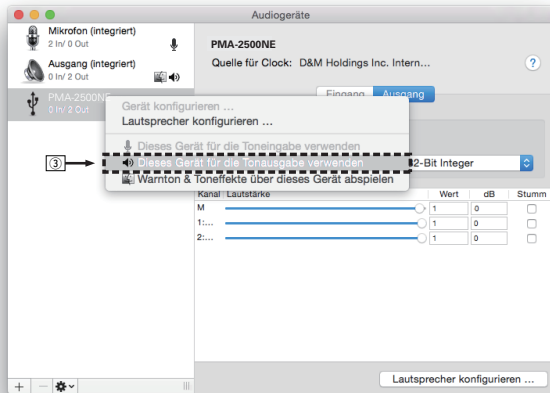 Audiogeräte
Mikrofon (integriert)
2 In/ 0 Out
Ausgang (integriert)
0 In/ 2 Out
PMA-2500NE
0 In/ 2 Out
PMA-2500NE
Quelle für Clock: D&M Holdings Inc. Intern…
?
Eingang Ausgang
Gerät konfigurieren …
Lautsprecher konfigurieren …
Dieses Gerät für die Toneingabe verwenden
③ Dieses Gerät für die Tonausgabe verwenden
2-Bit Integer
Warnton & Toneffekte über dieses Gerät abspielen
Kanal Lautstärke Wert dB Stumm
M 1 0
1:… 1 0
2:… 1 0
Lautsprecher konfigurieren …